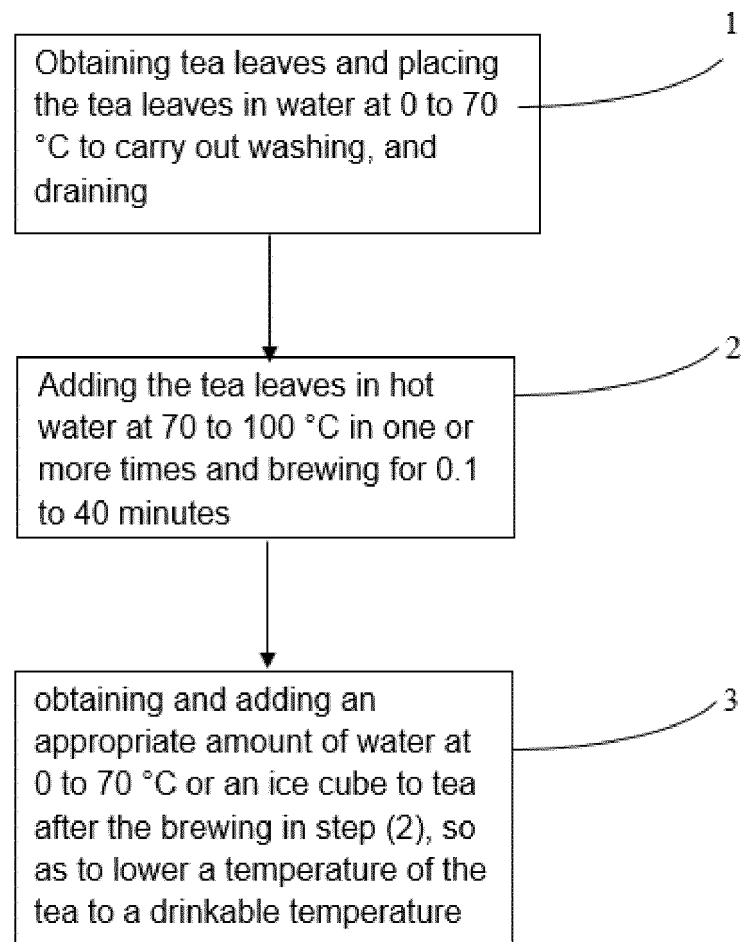 1
Obtaining tea leaves and placing
the tea leaves in water at 0 to 70
°C to carry out washing, and
draining
2
Adding the tea leaves in hot
water at 70 to 100 °C in one or
more times and brewing for 0.1
to 40 minutes
3
obtaining and adding an
appropriate amount of water at
0 to 70 °C or an ice cube to tea
after the brewing in step (2), so
as to lower a temperature of the
tea to a drinkable temperature